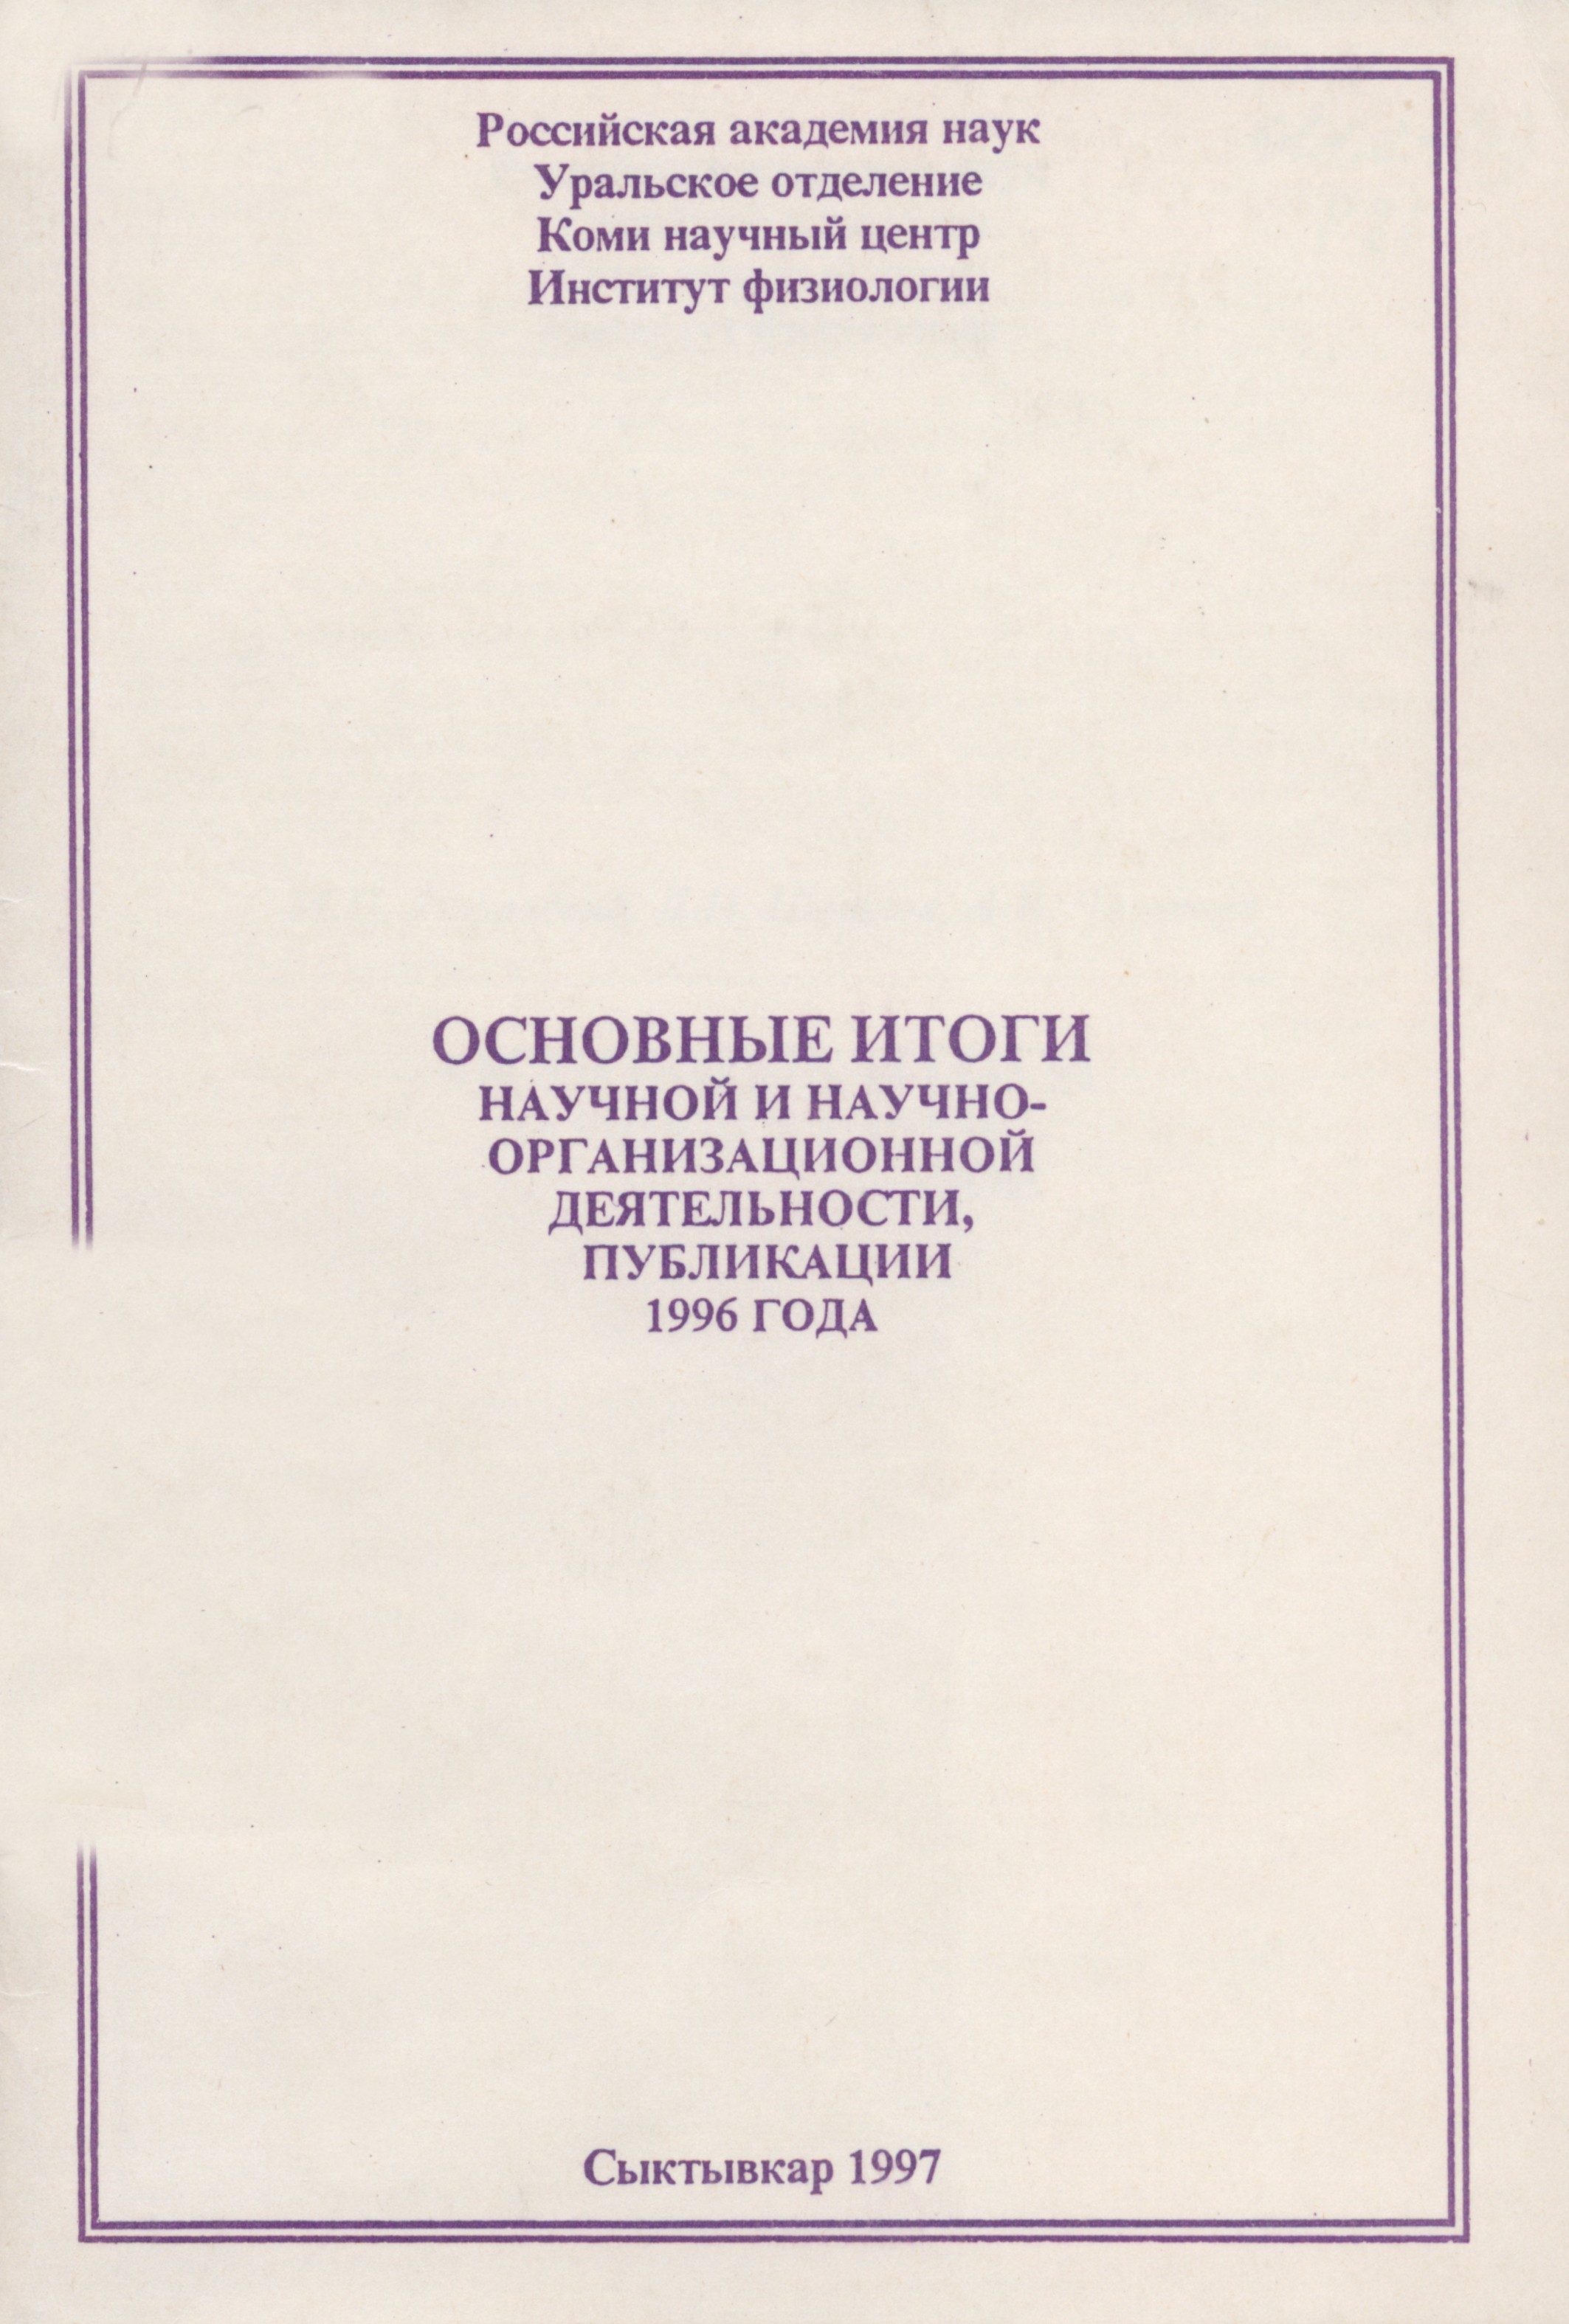 Российская академия наук
Уральское отделение
Коми научный центр
Институт физиологии
ОСНОВНЫЕ ИТОГИ
НАУЧНОЙ И НАУЧНО-
ОРГАНИЗАЦИОННОЙ
ДЕЯТЕЛЬНОСТИ,
ПУБЛИКАЦИИ
1996 ГОДА
Сыктывкар 1997